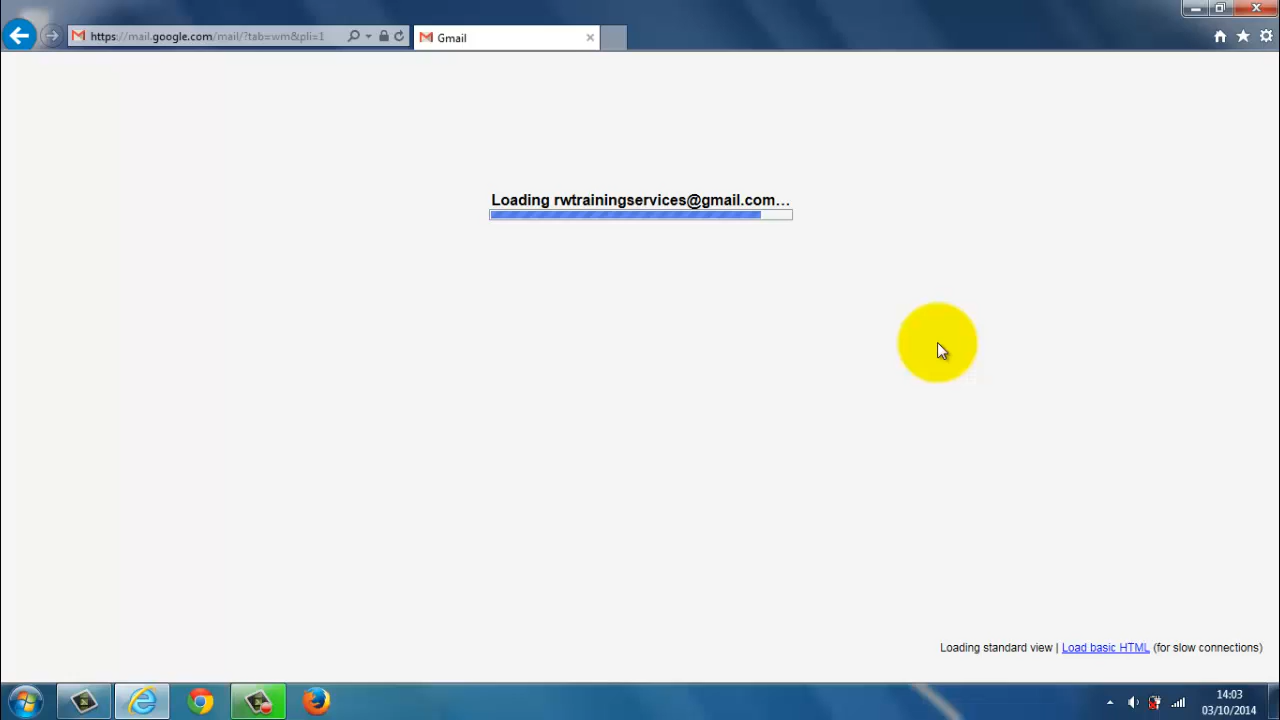 https://mail.google.com/mail/?tab=wm&pli=1
Gmail
Loading rwtrainingservices@gmail.com...
Loading standard view | Load basic HTML (for slow connections)
14:03
03/10/2014